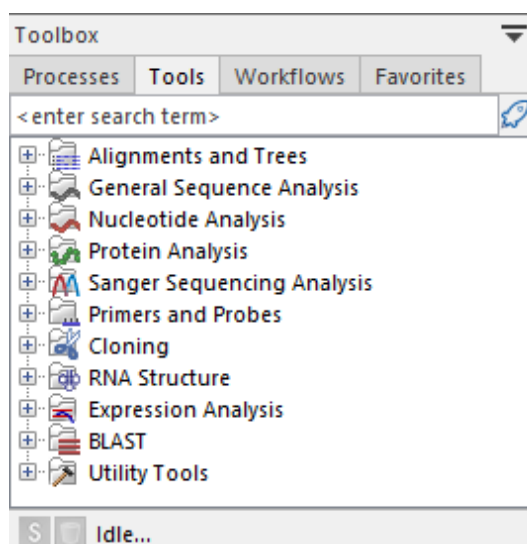 Toolbox
Processes Tools Workflows Favorites
<enter search term>
Alignments and Trees
General Sequence Analysis
Nucleotide Analysis
Protein Analysis
Sanger Sequencing Analysis
Primers and Probes
Cloning
RNA Structure
Expression Analysis
BLAST
Utility Tools
S Idle...